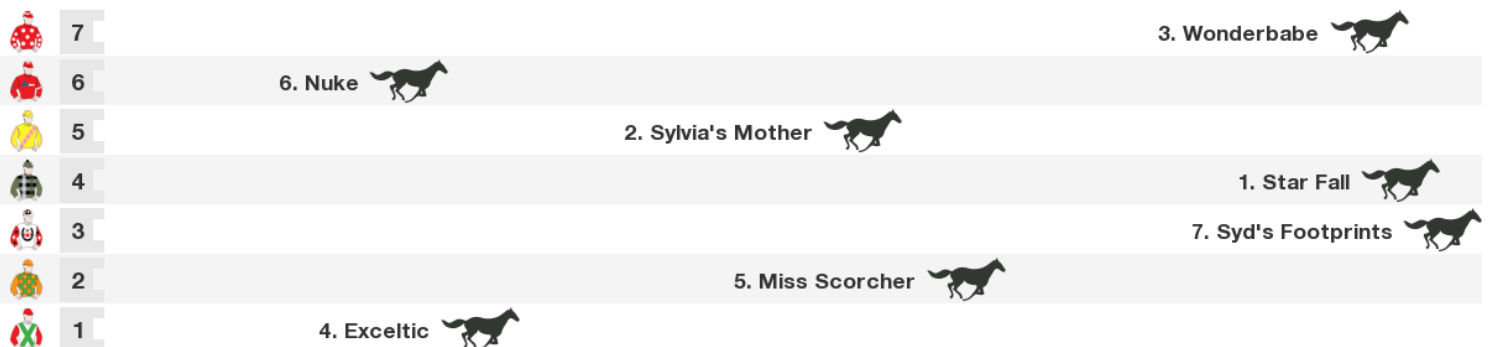 7 3. Wonderbabe
6 6. Nuke
5 2. Sylvia's Mother
4 1. Star Fall
3 7. Syd's Footprints
2 5. Miss Scorcher
1 4. Exceltic